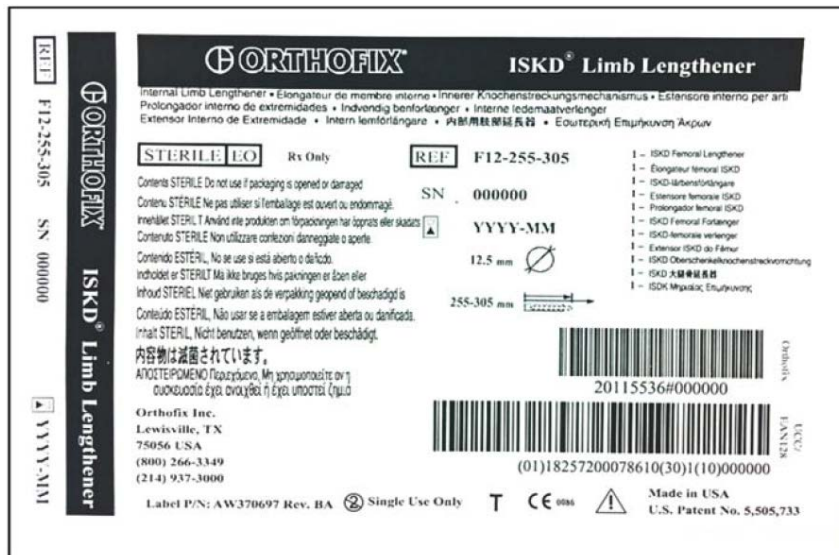 ORTHOFIX®
ISKD® Limb Lengthener
Internal Limb Lengthener • Élongateur de membre interne • Innerer Knochenstreckungsmechanismus • Estensore interno per arti
Prolongador interno de extremidades • Indvendig benforlænger • Interne ledemaatverlenger
Extensor Interno de Extremidade • Intern lemförlängare • 内部用肢部延長器 • Εσωτερική Επιμήκυνση Άκρων
STERILE EO Rx Only
Contents STERILE Do not use if packaging is opened or damaged
Contenu STÉRILE Ne pas utiliser si l'emballage est ouvert ou endommagé.
Innehållet STERILT Använd inte produkten om förpackningen har öppnats eller skadats
Contenuto STERILE Non utilizzare confezioni danneggiate o aperte.
Contenido ESTÉRIL, No se use si está abierto o dañado.
Indholdet er STERILT Må ikke bruges hvis pakningen er åben eller
Inhoud STERIEL Niet gebruiken als de verpakking geopend of beschadigd is
Conteúdo ESTÉRIL, Não usar se a embalagem estiver aberta ou danificada.
Inhalt STERIL, Nicht benutzen, wenn geöffnet oder beschädigt.
内容物は滅菌されています。
ΑΠΟΣΤΕΙΡΩΜΕΝΟ Περιεχόμενο, Μη χρησιμοποιείτε αν η
συσκευασία έχει ανοιχθεί ή έχει υποστεί ζημιά
Orthofix Inc.
Lewisville, TX
75056 USA
(800) 266-3349
(214) 937-3000
REF F12-255-305
SN 000000
YYYY-MM
12.5 mm
255-305 mm
1 - ISKD Femoral Lengthener
1 - Élongateur fémoral ISKD
1 - ISKD-lårbensförlängare
1 - Estensore femorale ISKD
1 - Prolongador femoral ISKD
1 - ISKD Femoral Forlænger
1 - ISKD-femorale verlenger
1 - Extensor ISKD do Fêmur
1 - ISKD Oberschenkelknochenstreckvorrichtung
1 - ISKD 大腿骨延長器
1 - ISDK Μηριαίος Επιμήκυνσης
20115536#000000
Orthofix
(01)18257200078610(30)1(10)000000
UCC/
EAN128
Label P/N: AW370697 Rev. BA 2 Single Use Only T CE 0086 Made in USA
U.S. Patent No. 5,505,733
REF F12-255-305 SN 000000 YYYY-MM
ORTHOFIX® ISKD® Limb Lengthener